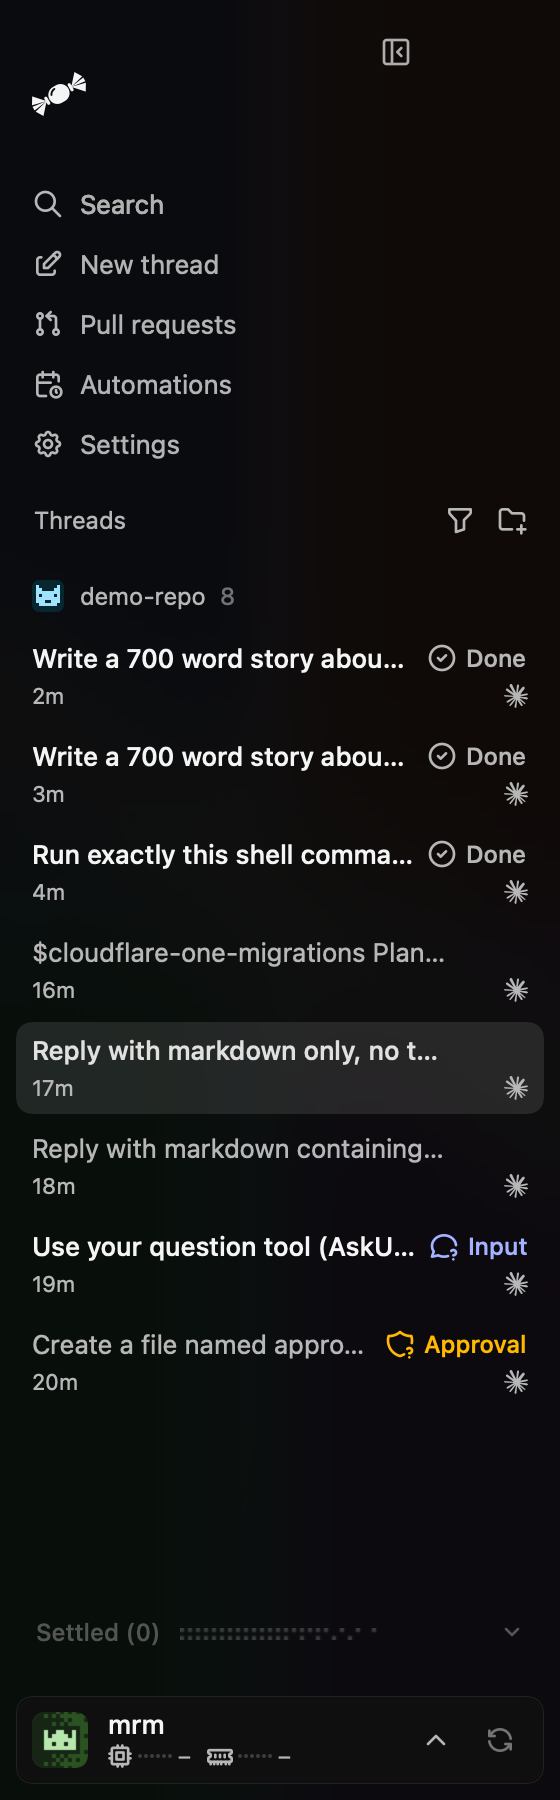 Search
New thread
Pull requests
Automations
Settings
Threads
demo-repo 8
Write a 700 word story abou... Done
2m
Write a 700 word story abou... Done
3m
Run exactly this shell comma... Done
4m
$cloudflare-one-migrations Plan...
16m
Reply with markdown only, no t...
17m
Reply with markdown containing...
18m
Use your question tool (AskU... Input
19m
Create a file named appro... Approval
20m
Settled (0)
mrm
– –